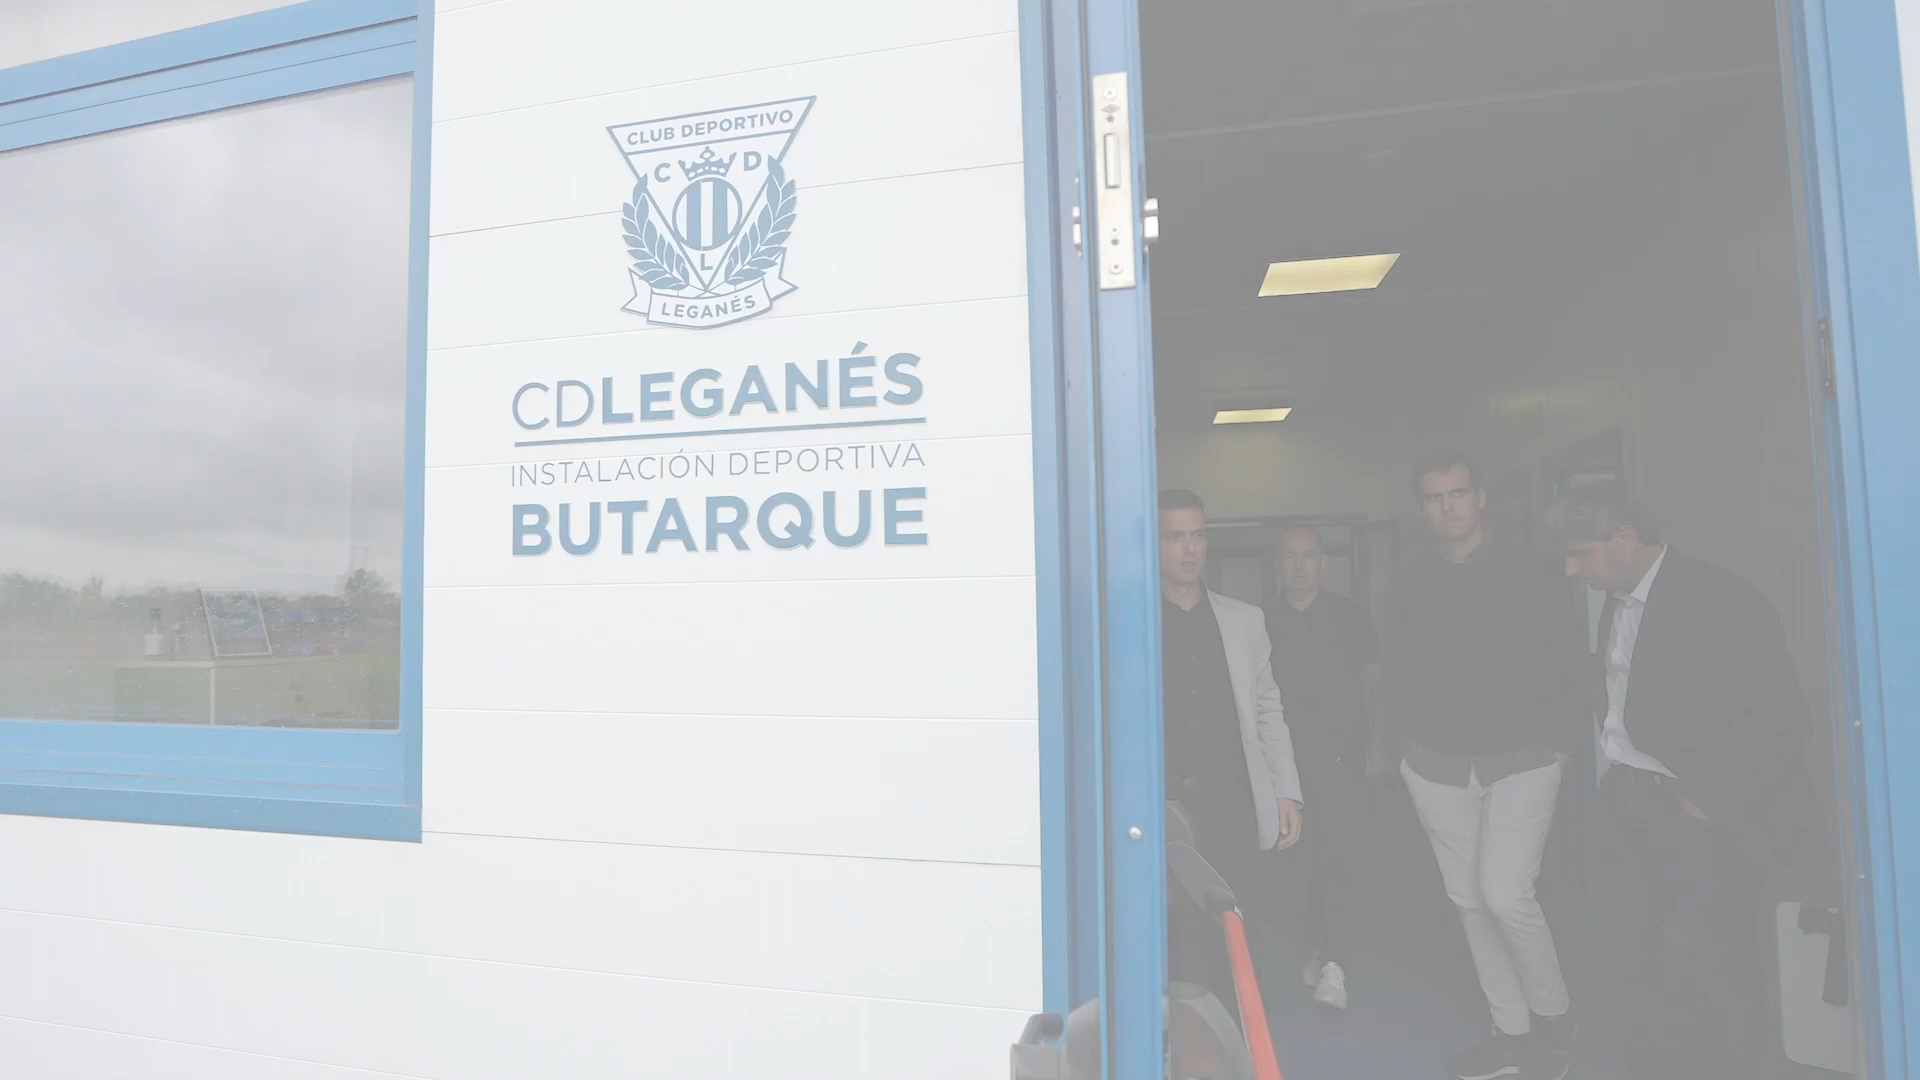 CLUB DEPORTIVO
C D
L
LEGANÉS
CDLEGANÉS
INSTALACIÓN DEPORTIVA
BUTARQUE